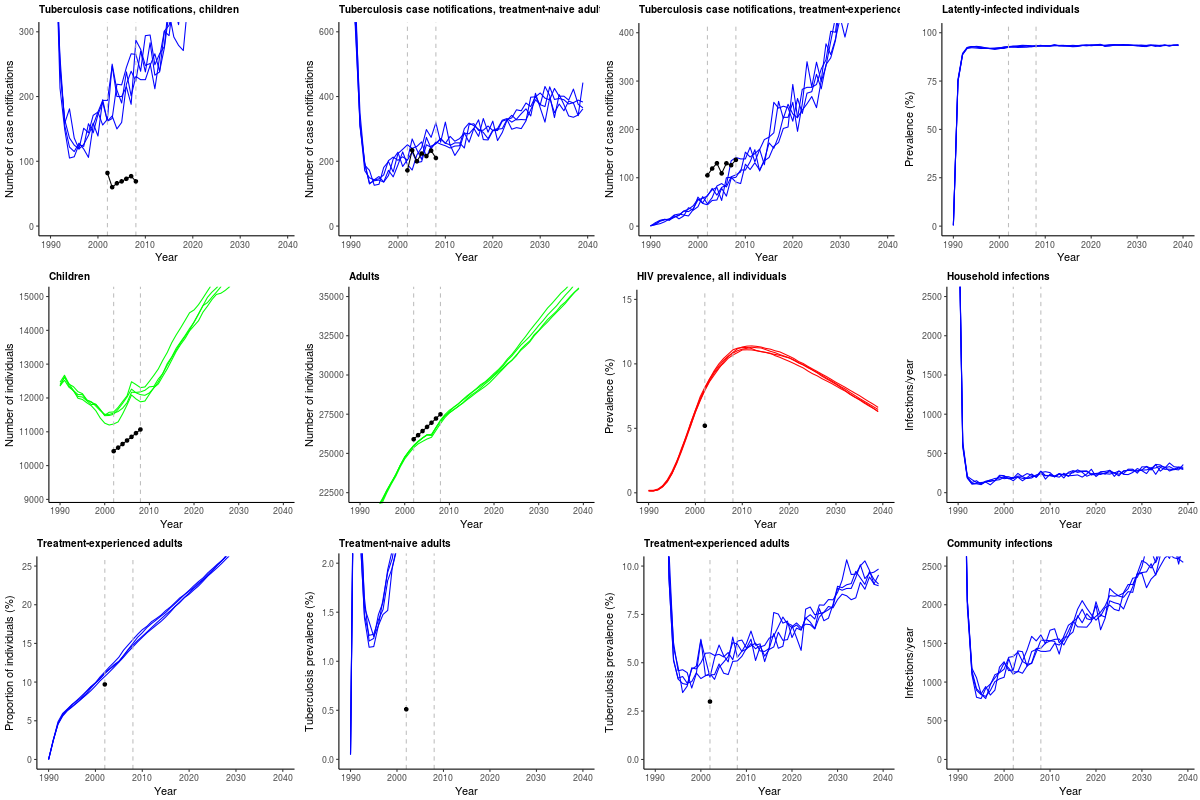 Tuberculosis case notifications, children
Number of case notifications
300
200
100
0
1990 2000 2010 2020 2030 2040
Year
Tuberculosis case notifications, treatment-naive adul
Number of case notifications
600
400
200
0
1990 2000 2010 2020 2030 2040
Year
Tuberculosis case notifications, treatment-experience
Number of case notifications
400
300
200
100
0
1990 2000 2010 2020 2030 2040
Year
Latently-infected individuals
Prevalence (%)
100
75
50
25
0
1990 2000 2010 2020 2030 2040
Year
Children
Number of individuals
15000
14000
13000
12000
11000
10000
9000
1990 2000 2010 2020 2030 2040
Year
Adults
Number of individuals
35000
32500
30000
27500
25000
22500
1990 2000 2010 2020 2030 2040
Year
HIV prevalence, all individuals
Prevalence (%)
15
10
5
0
1990 2000 2010 2020 2030 2040
Year
Household infections
Infections/year
2500
2000
1500
1000
500
0
1990 2000 2010 2020 2030 2040
Year
Treatment-experienced adults
Proportion of individuals (%)
25
20
15
10
5
0
1990 2000 2010 2020 2030 2040
Year
Treatment-naive adults
Tuberculosis prevalence (%)
2.0
1.5
1.0
0.5
0.0
1990 2000 2010 2020 2030 2040
Year
Treatment-experienced adults
Tuberculosis prevalence (%)
10.0
7.5
5.0
2.5
0.0
1990 2000 2010 2020 2030 2040
Year
Community infections
Infections/year
2500
2000
1500
1000
500
0
1990 2000 2010 2020 2030 2040
Year